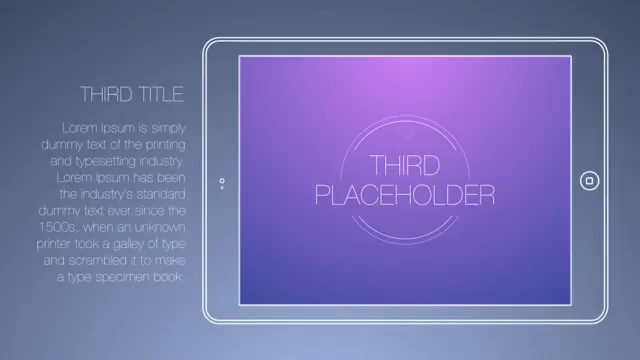 THIRD TITLE
Lorem Ipsum is simply
dummy text of the printing
and typesetting industry.
Lorem Ipsum has been
the industry's standard
dummy text ever since the
1500s, when an unknown
printer took a galley of type
and scrambled it to make
a type specimen book.
THIRD
PLACEHOLDER